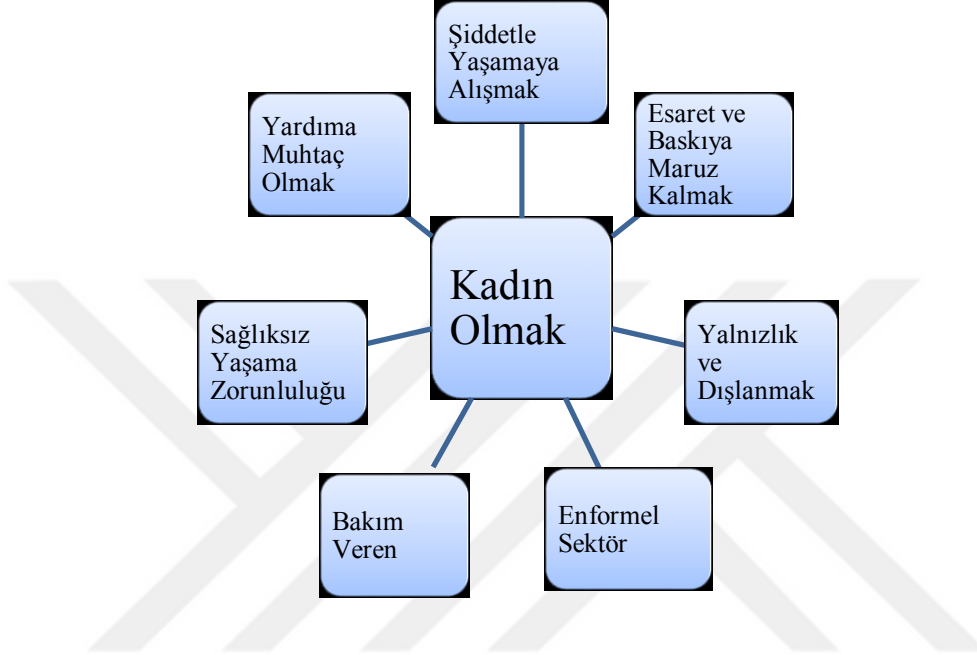 Şiddetle
Yaşamaya
Alışmak
Yardıma
Muhtaç
Olmak
Esaret ve
Baskıya
Maruz
Kalmak
Kadın
Olmak
Sağlıksız
Yaşama
Zorunluluğu
Yalnızlık
ve
Dışlanmak
Bakım
Veren
Enformel
Sektör